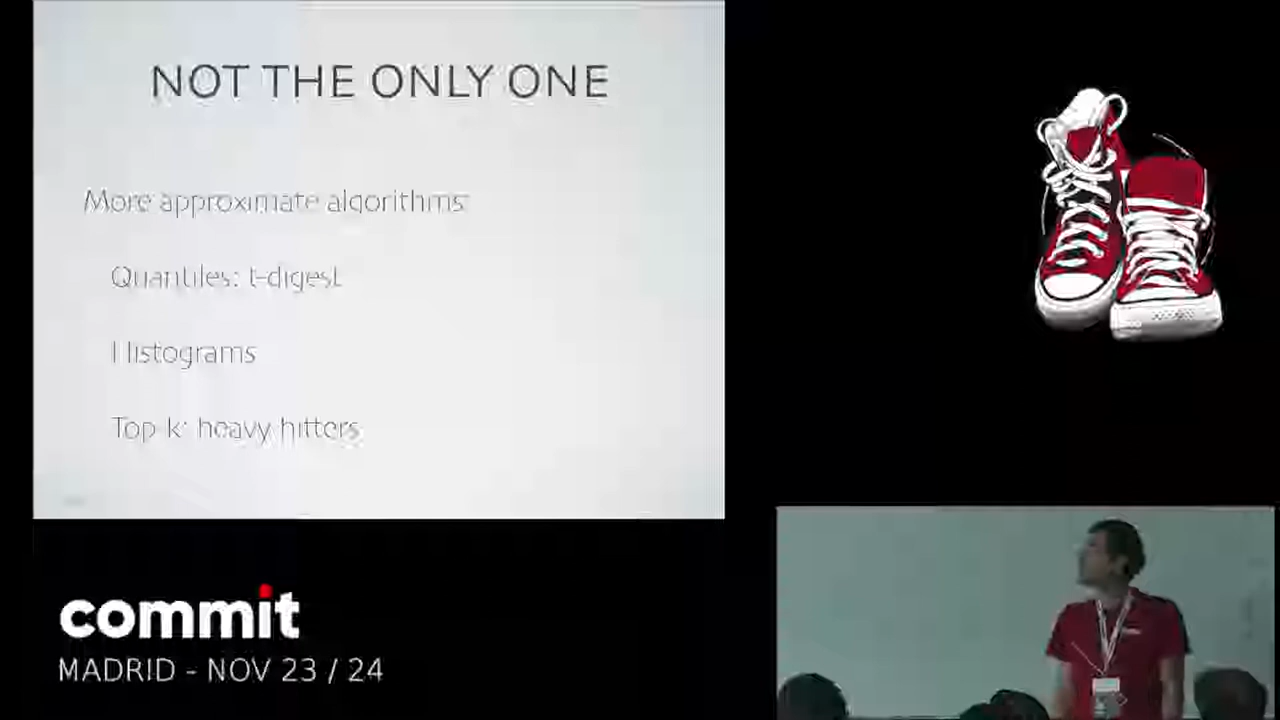 NOT THE ONLY ONE
More approximate algorithms:
Quantiles: t-digest
Histograms
Top-k: heavy hitters
commit
MADRID - NOV 23 / 24